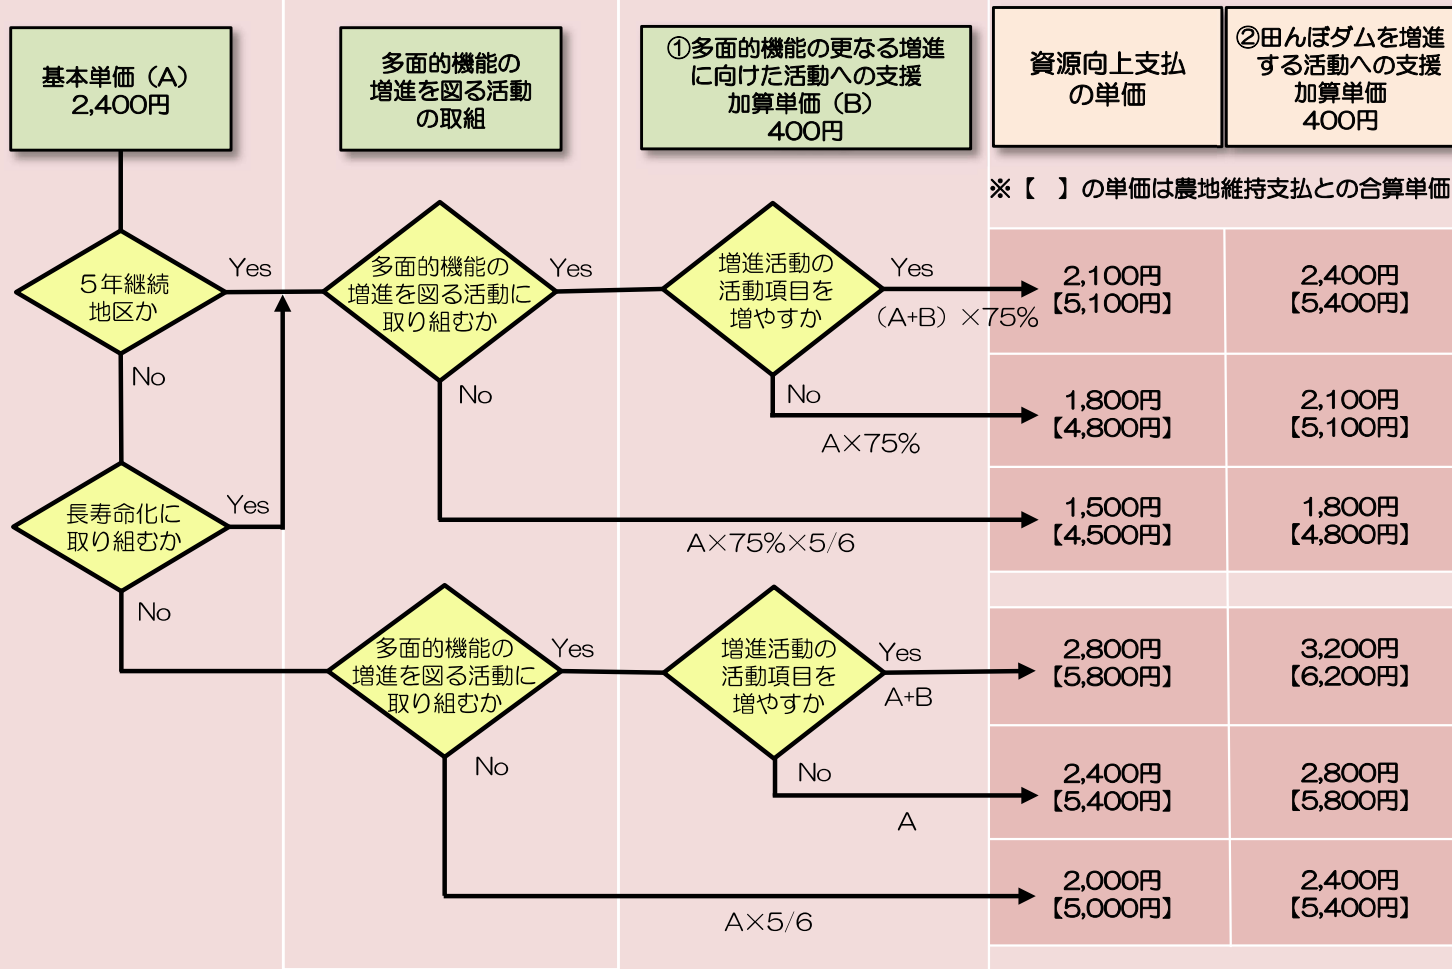 基本単価（A）
2,400円
多面的機能の
増進を図る活動
の取組
①多面的機能の更なる増進
に向けた活動への支援
加算単価（B）
400円
資源向上支払
の単価
②田んぼダムを増進
する活動への支援
加算単価
400円
※【　】の単価は農地維持支払との合算単価
５年継続
地区か
Yes
No
多面的機能の
増進を図る活動に
取り組むか
Yes
No
増進活動の
活動項目を
増やすか
Yes
（A+B）×75%
No
A×75%
A×75%×5/6
2,100円
【5,100円】
2,400円
【5,400円】
1,800円
【4,800円】
2,100円
【5,100円】
1,500円
【4,500円】
1,800円
【4,800円】
長寿命化に
取り組むか
Yes
No
多面的機能の
増進を図る活動に
取り組むか
Yes
No
増進活動の
活動項目を
増やすか
Yes
A+B
No
A
A×5/6
2,800円
【5,800円】
3,200円
【6,200円】
2,400円
【5,400円】
2,800円
【5,800円】
2,000円
【5,000円】
2,400円
【5,400円】